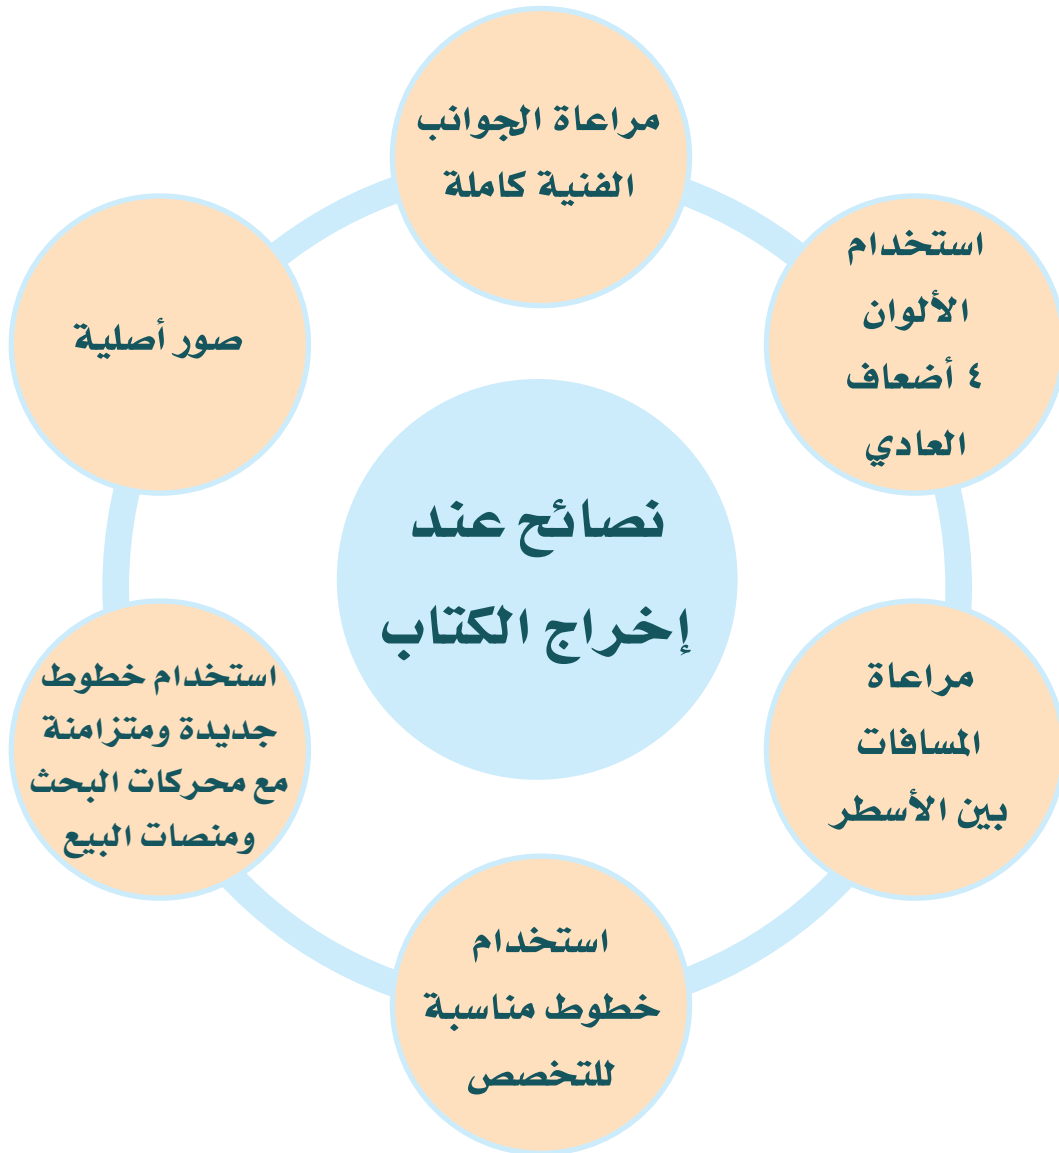 مراعاة الجوانب
الفنية كاملة
استخدام
الألوان
٤ أضعاف
العادي
صور أصلية
نصائح عند
إخراج الكتاب
مراعاة
المسافات
بين الأسطر
استخدام خطوط
جديدة ومتزامنة
مع محركات البحث
ومنصات البيع
استخدام
خطوط مناسبة
للتخصص